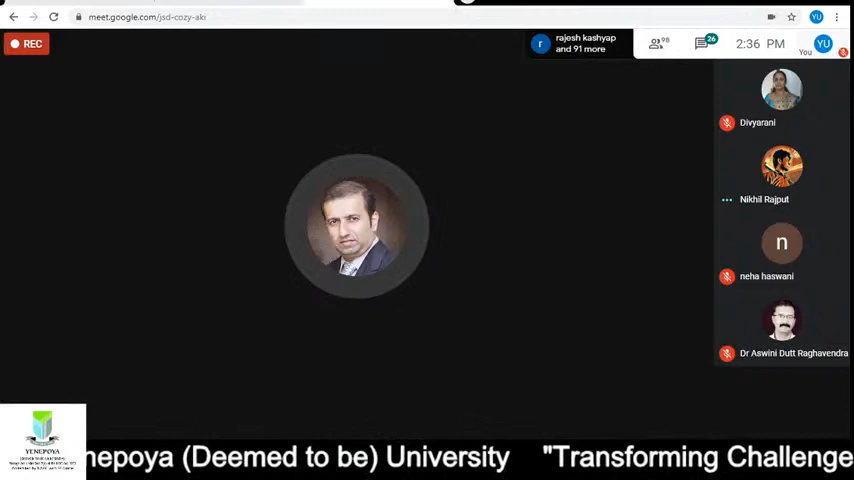 meet.google.com/jsd-cozy-aki
REC
r
rajesh kashyap
and 91 more
98
26
2:36 PM
YU
You
YU
Divyarani
Nikhil Rajput
n
neha haswani
Dr Aswini Dutt Raghavendra
YENEPOYA
nepoya (Deemed to be) University "Transforming Challenge